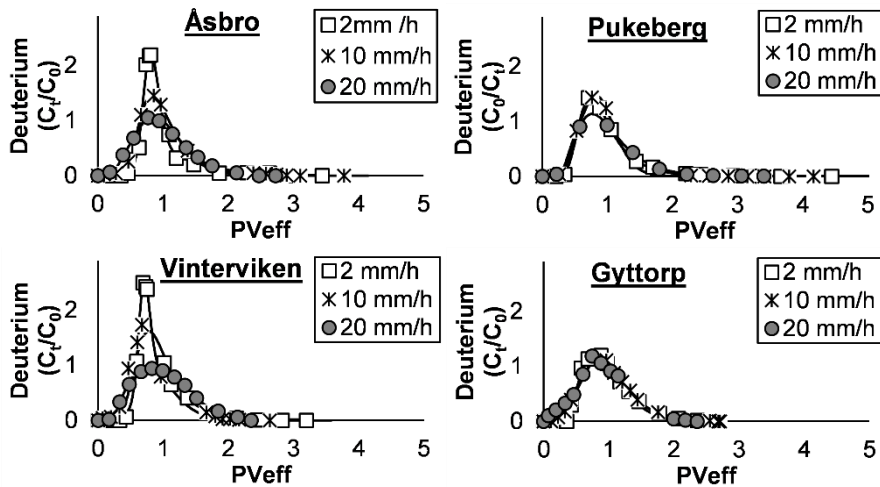 Åsbro
Deuterium
(Ct/C0)
2
1
0
0 1 2 3 4 5
PVeff
2mm /h
10 mm/h
20 mm/h
Pukeberg
Deuterium
(C0/Ct)
2
1
0
0 1 2 3 4 5
PVeff
2 mm/h
10 mm/h
20 mm/h
Vinterviken
Deuterium
(Ct/C0)
2
1
0
0 1 2 3 4 5
PVeff
2 mm/h
10 mm/h
20 mm/h
Gyttorp
Deuterium
(Ct/C0)
2
1
0
0 1 2 3 4 5
PVeff
2 mm/h
10 mm/h
20 mm/h